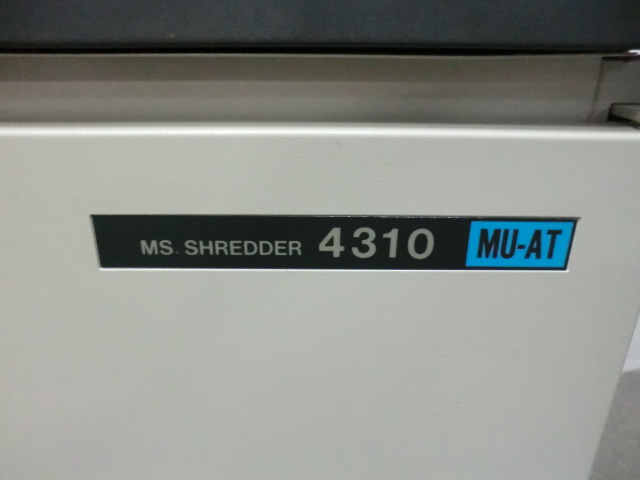 MS. SHREDDER 4310 MU-AT